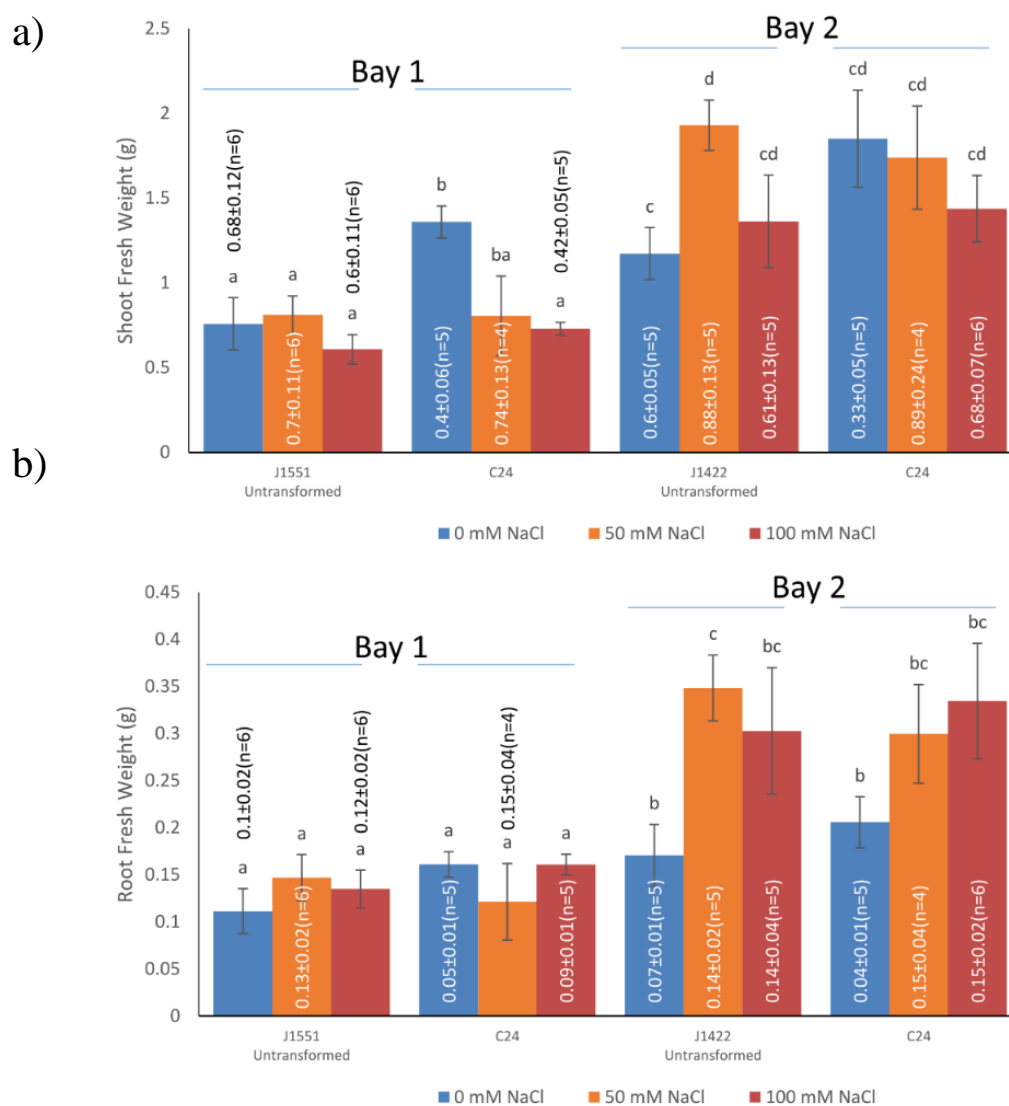 a)
2.5
2
1.5
1
0.5
0
Shoot Fresh Weight (g)
Bay 1
Bay 2
a
0.68±0.12(n=6)
a
0.7±0.11(n=6)
a
0.6±0.11(n=6)
b
0.4±0.06(n=5)
ba
0.74±0.13(n=4)
a
0.42±0.05(n=5)
c
0.6±0.05(n=5)
d
0.88±0.13(n=5)
cd
0.61±0.13(n=5)
cd
0.33±0.05(n=5)
cd
0.89±0.24(n=4)
cd
0.68±0.07(n=6)
J1551
Untransformed
C24
J1422
Untransformed
C24
0 mM NaCl
50 mM NaCl
100 mM NaCl
b)
0.45
0.4
0.35
0.3
0.25
0.2
0.15
0.1
0.05
0
Root Fresh Weight (g)
Bay 1
Bay 2
a
0.1±0.02(n=6)
a
0.13±0.02(n=6)
a
0.12±0.02(n=6)
a
0.05±0.01(n=5)
a
0.15±0.04(n=4)
a
0.09±0.01(n=5)
b
0.07±0.01(n=5)
c
0.14±0.02(n=5)
bc
0.14±0.04(n=5)
b
0.04±0.01(n=5)
bc
0.15±0.04(n=4)
bc
0.15±0.02(n=6)
J1551
Untransformed
C24
J1422
Untransformed
C24
0 mM NaCl
50 mM NaCl
100 mM NaCl